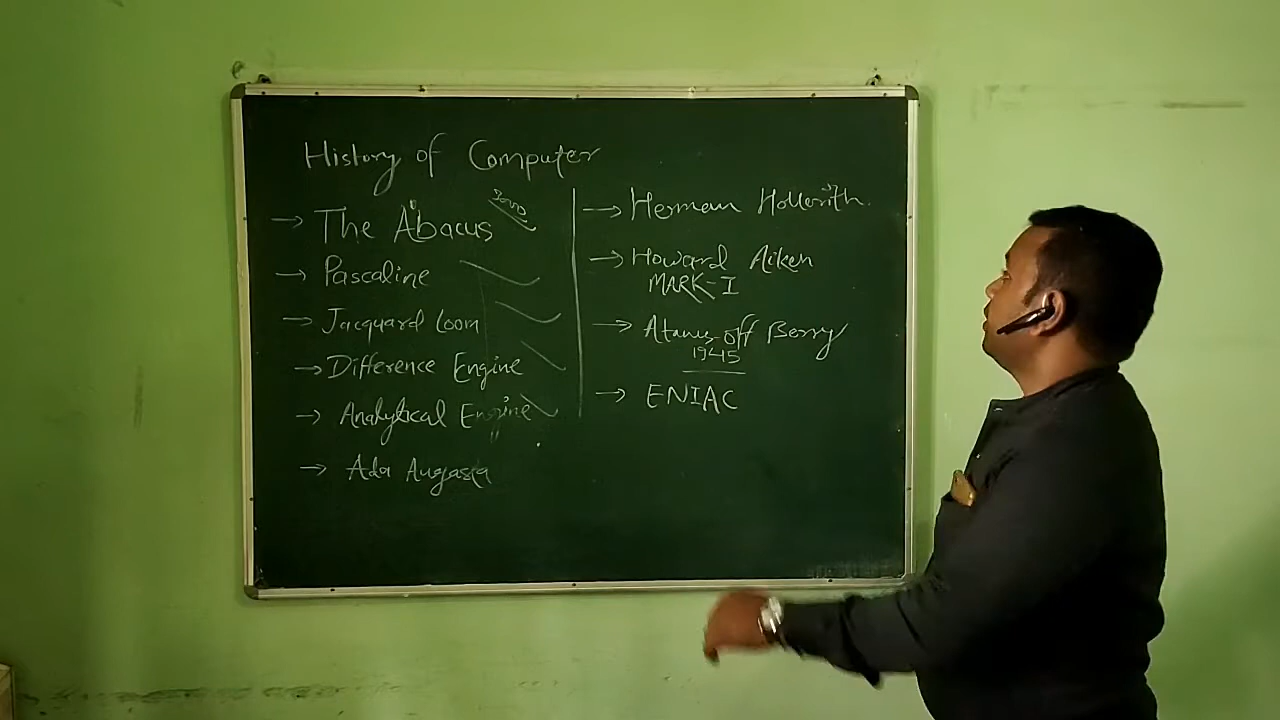 History of Computer
→ The Abacus
→ Pascaline
→ Jacquard Loom
→ Difference Engine
→ Analytical Engine
→ Ada Augasta
→ Herman Hollerith.
→ Howard Aiken
MARK-I
→ Atanus-off Berry
1945
→ ENIAC